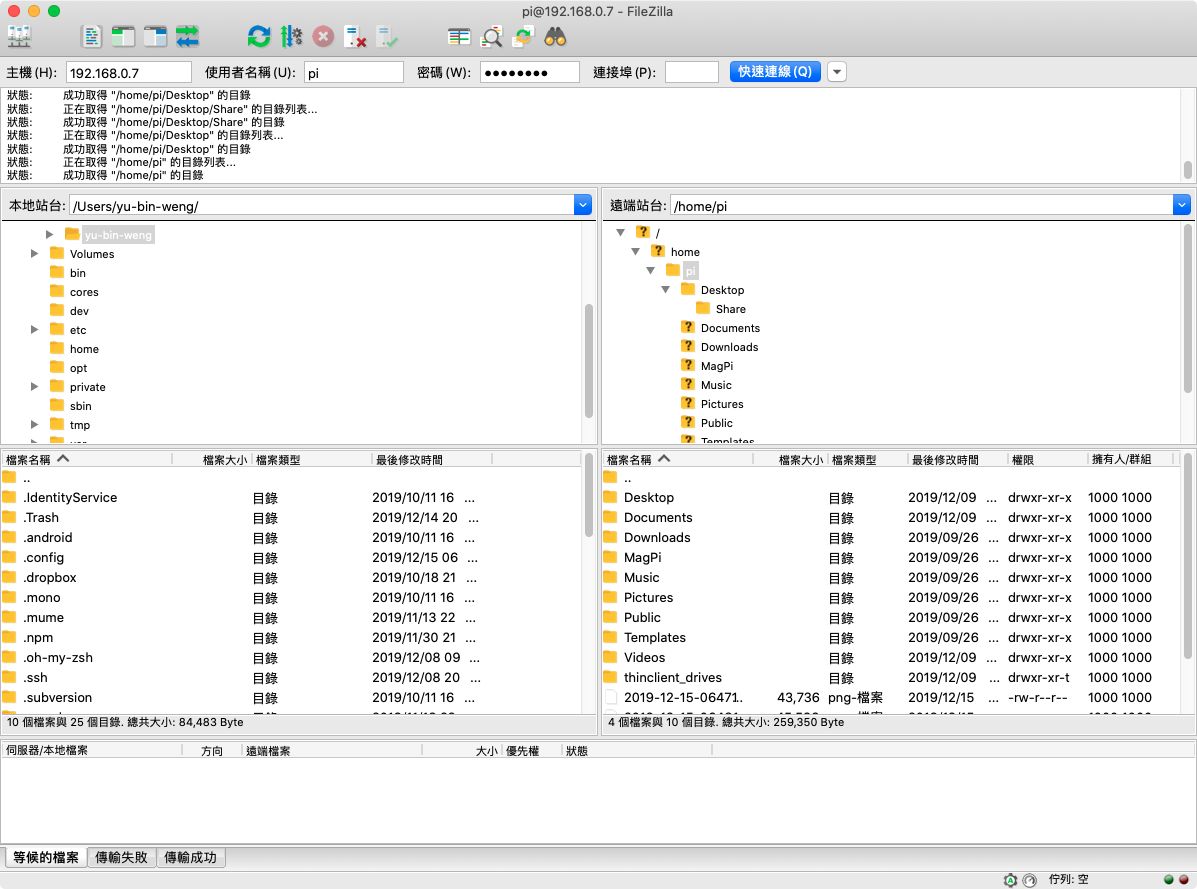 pi@192.168.0.7 - FileZilla
主機 (H): 192.168.0.7 使用者名稱 (U): pi 密碼 (W): ●●●●●●●● 連接埠 (P): 快速連線 (Q)
狀態: 成功取得 "/home/pi/Desktop" 的目錄
狀態: 正在取得 "/home/pi/Desktop/Share" 的目錄列表...
狀態: 成功取得 "/home/pi/Desktop/Share" 的目錄
狀態: 正在取得 "/home/pi/Desktop" 的目錄列表...
狀態: 成功取得 "/home/pi/Desktop" 的目錄
狀態: 正在取得 "/home/pi" 的目錄列表...
狀態: 成功取得 "/home/pi" 的目錄
本地站台: /Users/yu-bin-weng/
yu-bin-weng
Volumes
bin
cores
dev
etc
home
opt
private
sbin
tmp
遠端站台: /home/pi
/
home
pi
Desktop
Share
Documents
Downloads
MagPi
Music
Pictures
Public
Templates
檔案名稱 檔案大小 檔案類型 最後修改時間
..
.IdentityService 目錄 2019/10/11 16 ...
.Trash 目錄 2019/12/14 20 ...
.android 目錄 2019/10/11 16 ...
.config 目錄 2019/12/15 06 ...
.dropbox 目錄 2019/10/18 21 ...
.mono 目錄 2019/10/11 16 ...
.mume 目錄 2019/11/13 22 ...
.npm 目錄 2019/11/30 21 ...
.oh-my-zsh 目錄 2019/12/08 09 ...
.ssh 目錄 2019/12/08 20 ...
.subversion 目錄 2019/10/11 16 ...
10 個檔案與 25 個目錄. 總共大小: 84,483 Byte
檔案名稱 檔案大小 檔案類型 最後修改時間 權限 擁有人/群組
..
Desktop 目錄 2019/12/09 ... drwxr-xr-x 1000 1000
Documents 目錄 2019/12/09 ... drwxr-xr-x 1000 1000
Downloads 目錄 2019/09/26 ... drwxr-xr-x 1000 1000
MagPi 目錄 2019/09/26 ... drwxr-xr-x 1000 1000
Music 目錄 2019/09/26 ... drwxr-xr-x 1000 1000
Pictures 目錄 2019/09/26 ... drwxr-xr-x 1000 1000
Public 目錄 2019/09/26 ... drwxr-xr-x 1000 1000
Templates 目錄 2019/09/26 ... drwxr-xr-x 1000 1000
Videos 目錄 2019/12/09 ... drwxr-xr-x 1000 1000
thinclient_drives 目錄 2019/12/09 ... drwxr-xr-t 1000 1000
2019-12-15-06471.. 43,736 png-檔案 2019/12/15 ... -rw-r--r-- 1000 1000
4 個檔案與 10 個目錄. 總共大小: 259,350 Byte
伺服器/本地檔案 方向 遠端檔案 大小 優先權 狀態
等候的檔案 傳輸失敗 傳輸成功
佇列: 空